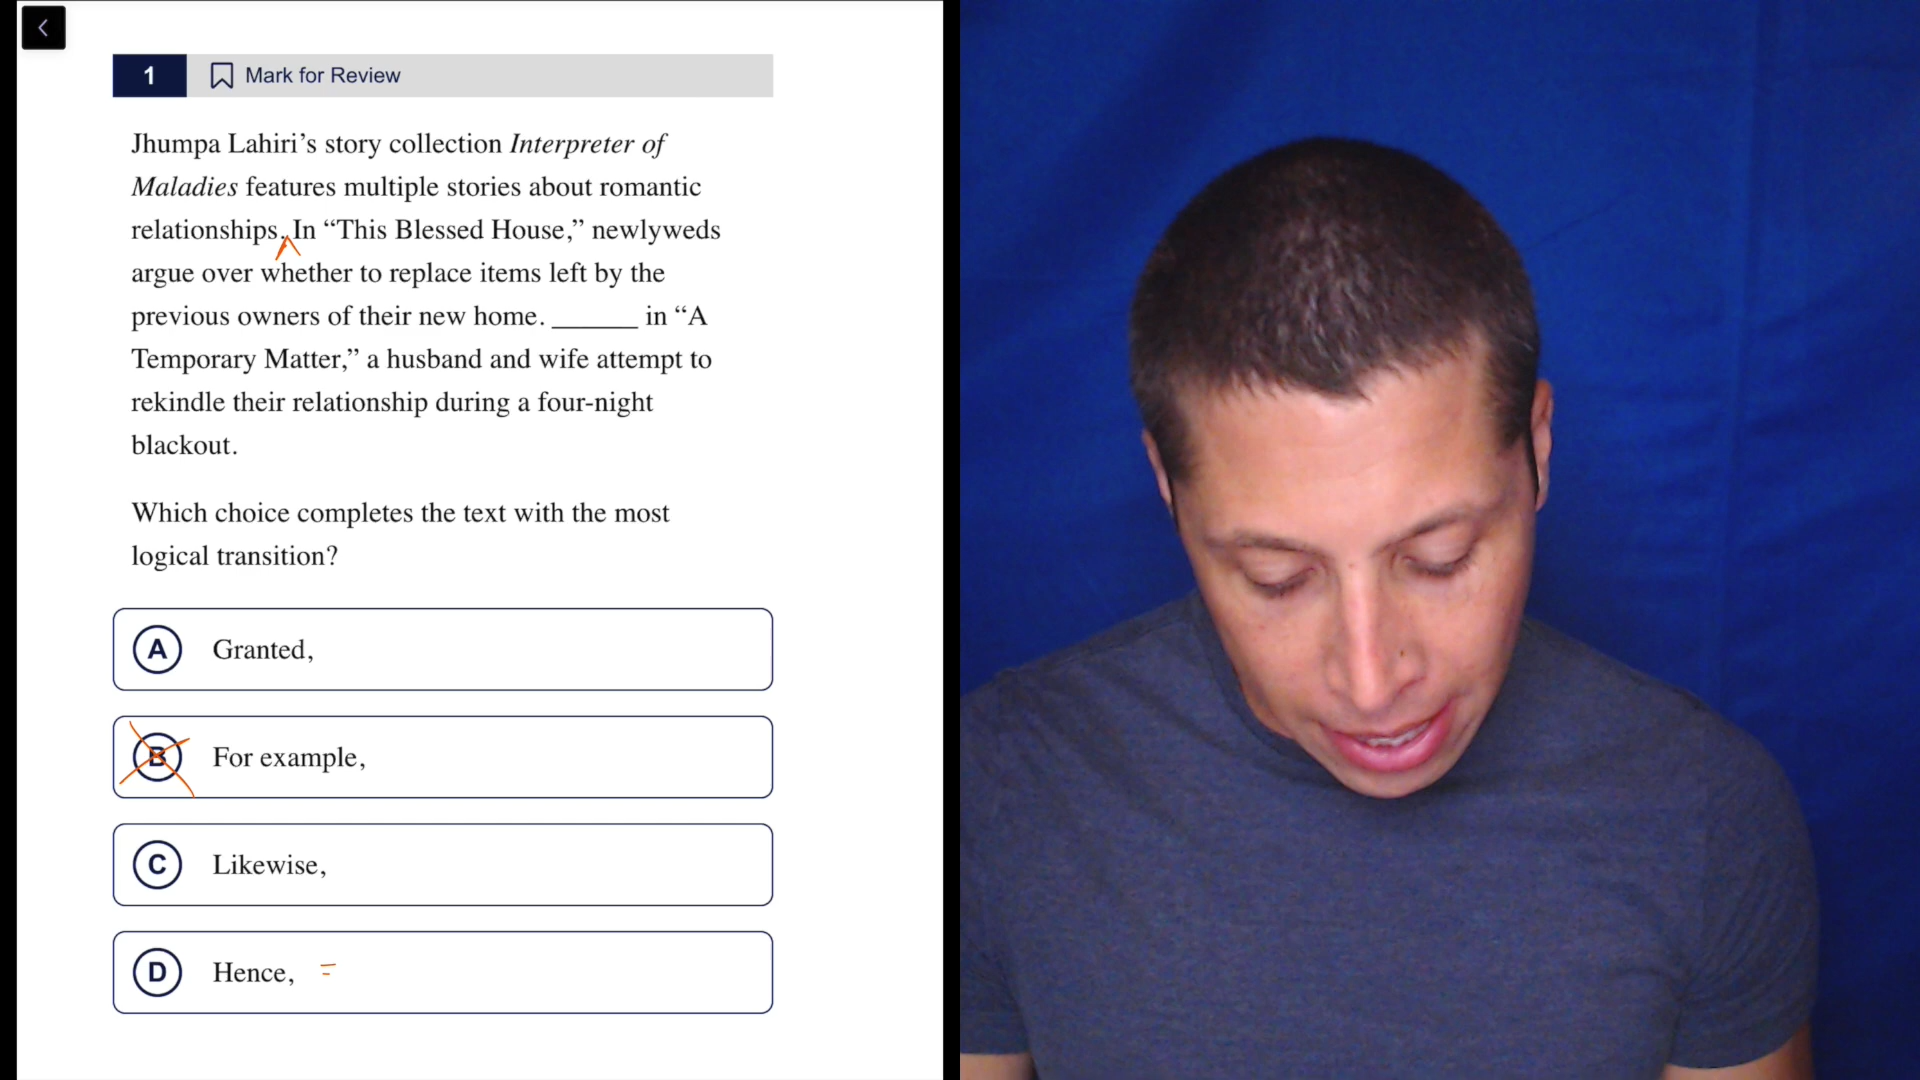 1 Mark for Review
Jhumpa Lahiri’s story collection Interpreter of
Maladies features multiple stories about romantic
relationships. In “This Blessed House,” newlyweds
argue over whether to replace items left by the
previous owners of their new home. ______ in “A
Temporary Matter,” a husband and wife attempt to
rekindle their relationship during a four-night
blackout.
Which choice completes the text with the most
logical transition?
A Granted,
B For example,
C Likewise,
D Hence, =